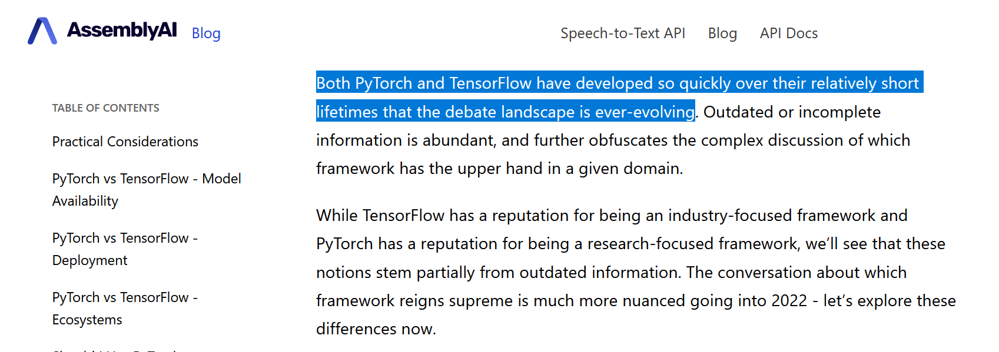 AssemblyAI Blog
Speech-to-Text API Blog API Docs
TABLE OF CONTENTS
Practical Considerations
PyTorch vs TensorFlow - Model
Availability
PyTorch vs TensorFlow -
Deployment
PyTorch vs TensorFlow -
Ecosystems
Both PyTorch and TensorFlow have developed so quickly over their relatively short
lifetimes that the debate landscape is ever-evolving. Outdated or incomplete
information is abundant, and further obfuscates the complex discussion of which
framework has the upper hand in a given domain.
While TensorFlow has a reputation for being an industry-focused framework and
PyTorch has a reputation for being a research-focused framework, we’ll see that these
notions stem partially from outdated information. The conversation about which
framework reigns supreme is much more nuanced going into 2022 - let’s explore these
differences now.